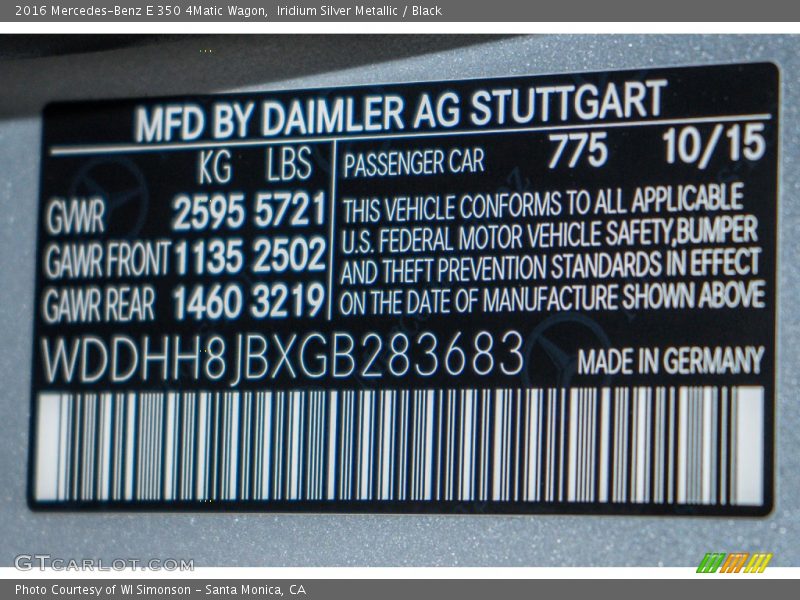 2016 Mercedes-Benz E 350 4Matic Wagon,  Iridium Silver Metallic / Black
MFD BY DAIMLER AG STUTTGART
KG LBS
GVWR 2595 5721
GAWR FRONT 1135 2502
GAWR REAR 1460 3219
PASSENGER CAR 775 10/15
THIS VEHICLE CONFORMS TO ALL APPLICABLE
U.S. FEDERAL MOTOR VEHICLE SAFETY,BUMPER
AND THEFT PREVENTION STANDARDS IN EFFECT
ON THE DATE OF MANUFACTURE SHOWN ABOVE
WDDHH8JBXGB283683
MADE IN GERMANY
GTCARLOT.COM
Photo Courtesy of WI Simonson - Santa Monica, CA